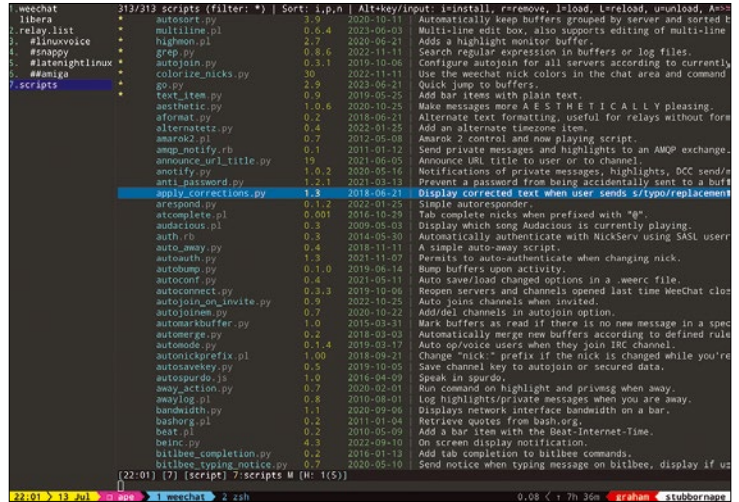 1.weechat
libera
2.relay.list
3. #linuxvoice
4. #snappy
5. #latenightlinux
6. ##amiga
7.scripts
313/313 scripts (filter: *) | Sort: i,p,n | Alt+key/input: i=install, r=remove, l=load, L=reload, u=unload, A=>>
* autosort.py 3.9 2020-10-11 | Automatically keep buffers grouped by server and sorted b
* multiline.pl 0.6.4 2023-06-03 | Multi-line edit box, also supports editing of multi-line
* highmon.pl 2.7 2020-06-21 | Adds a highlight monitor buffer.
* grep.py 0.8.6 2022-11-11 | Search regular expression in buffers or log files.
* autojoin.py 0.3.1 2019-10-06 | Configure autojoin for all servers according to currently
* colorize_nicks.py 30 2022-11-11 | Use the weechat nick colors in the chat area and command
* go.py 2.9 2023-06-21 | Quick jump to buffers.
* text_item.py 0.9 2019-05-25 | Add bar items with plain text.
aesthetic.py 1.0.6 2020-10-25 | Make messages more A E S T H E T I C A L L Y pleasing.
aformat.py 0.2 2018-06-21 | Alternate text formatting, useful for relays without form
alternatetz.py 0.4 2022-01-25 | Add an alternate timezone item.
amarok2.pl 0.7 2012-05-08 | Amarok 2 control and now playing script.
amqp_notify.rb 0.1 2011-01-12 | Send private messages and highlights to an AMQP exchange.
announce_url_title.py 19 2021-06-05 | Announce URL title to user or to channel.
anotify.py 1.0.2 2020-05-16 | Notifications of private messages, highlights, DCC send/m
anti_password.py 1.2.1 2021-03-13 | Prevent a password from being accidentally sent to a buff
apply_corrections.py 1.3 2018-06-21 | Display corrected text when user sends s/typo/replacement
arespond.py 0.1.2 2022-01-25 | Simple autoresponder.
atcomplete.pl 0.001 2016-10-29 | Tab complete nicks when prefixed with "@".
audacious.pl 0.3 2009-05-03 | Display which song Audacious is currently playing.
auth.rb 0.3 2014-05-30 | Automatically authenticate with NickServ using SASL usern
auto_away.py 0.4 2018-11-11 | A simple auto-away script.
autoauth.py 1.3 2021-11-07 | Permits to auto-authenticate when changing nick.
autobump.py 0.1.0 2019-06-14 | Bump buffers upon activity.
autoconf.py 0.4 2021-05-11 | Auto save/load changed options in a .weerc file.
autoconnect.py 0.3.3 2019-10-06 | Reopen servers and channels opened last time WeeChat clos
autojoin_on_invite.py 0.9 2022-10-25 | Auto joins channels when invited.
autojoinem.py 0.7 2020-10-22 | Add/del channels in autojoin option.
automarkbuffer.py 1.0 2015-03-31 | Mark buffers as read if there is no new message in a spec
automerge.py 0.2 2018-03-03 | Automatically merge new buffers according to defined rule
automode.py 0.1.4 2019-03-17 | Auto op/voice users when they join IRC channel.
autonickprefix.pl 1.00 2018-09-21 | Change "nick:" prefix if the nick is changed while you're
autosavekey.py 0.5 2019-10-05 | Save channel key to autojoin or secured data.
autospurdo.js 1.0 2016-04-09 | Speak in spurdo.
away_action.py 0.7 2020-02-01 | Run command on highlight and privmsg when away.
awaylog.pl 0.8 2010-08-01 | Log highlights/private messages when you are away.
bandwidth.py 1.1 2020-09-06 | Displays network interface bandwidth on a bar.
bashorg.pl 0.2 2011-01-04 | Retrieve quotes from bash.org.
beat.pl 0.2 2010-05-09 | Add a bar item with the Beat-Internet-Time.
beinc.py 4.3 2022-09-10 | On screen display notification.
bitlbee_completion.py 0.2 2016-01-13 | Add tab completion to bitlbee commands.
bitlbee_typing_notice.py 0.7 2020-05-10 | Send notice when typing message on bitlbee, display if us
[22:01] [7] [script] 7:scripts M [H: 1(5)]
22:01 13 Jul ape 1 weechat 2 zsh 0.08 ↑ 7h 36m graham stubbornape